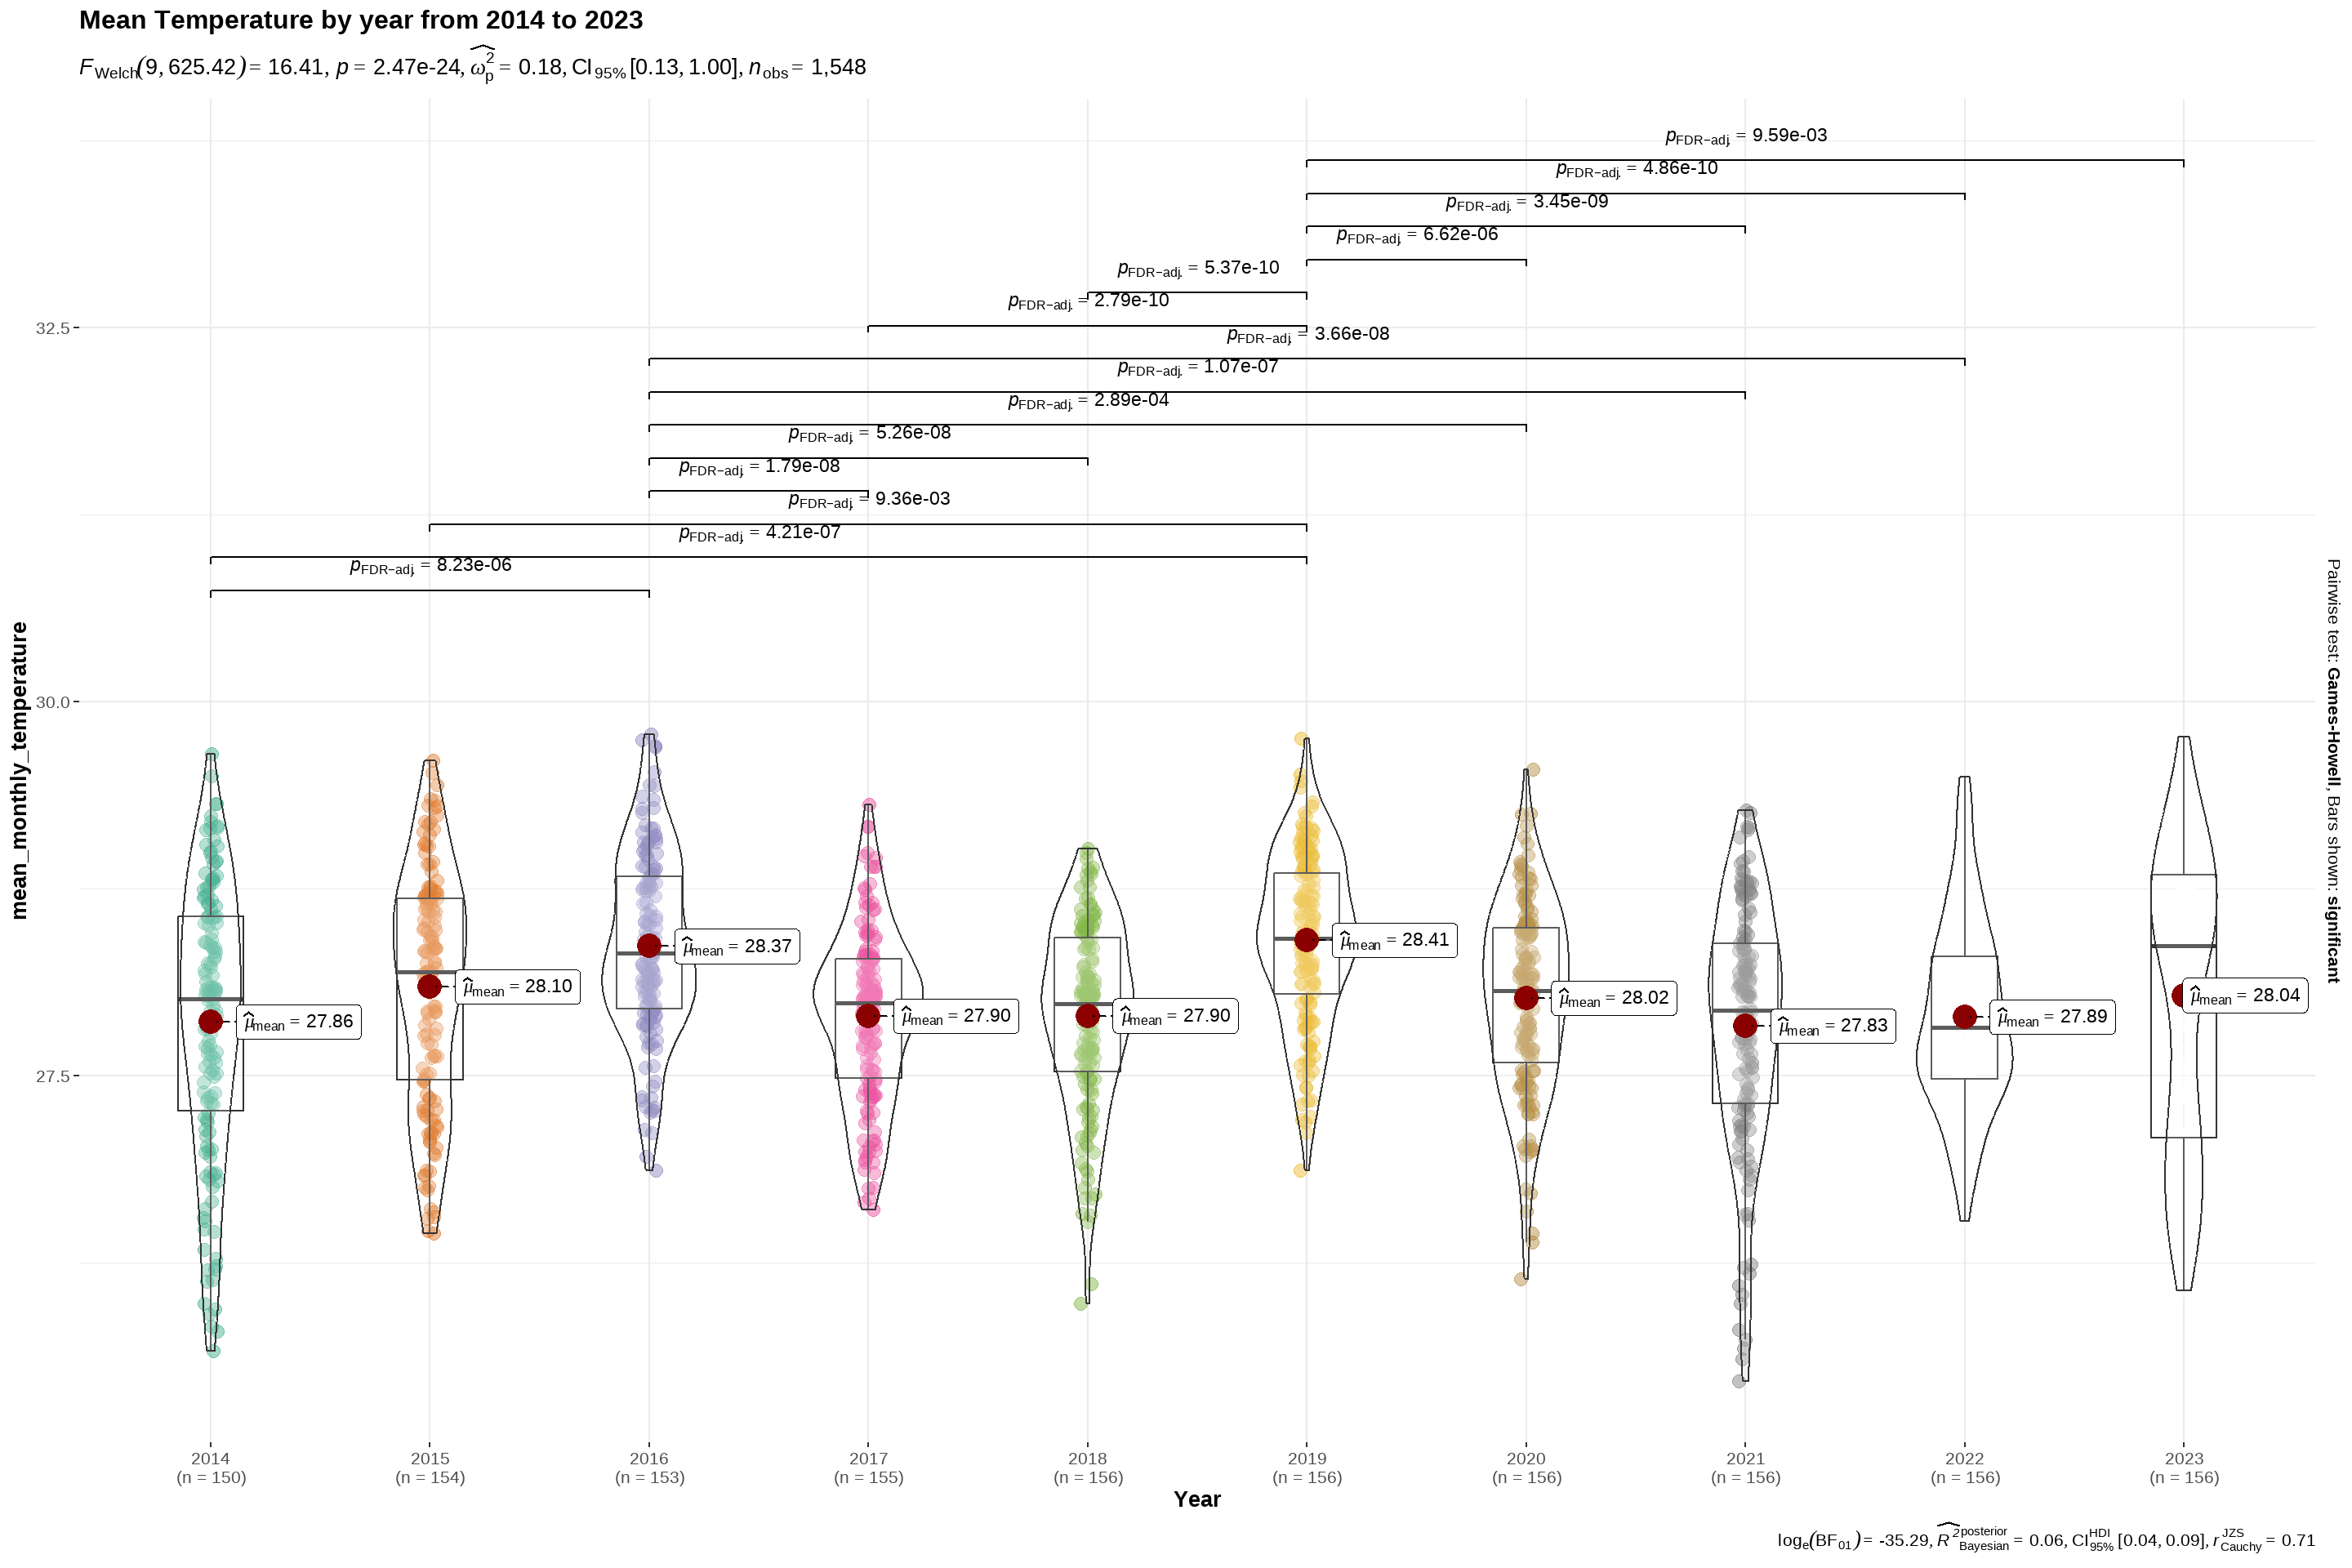 Mean Temperature by year from 2014 to 2023
F Welch(9, 625.42) = 16.41, p = 2.47e-24, ω̂²p = 0.18, CI95% [0.13, 1.00], nobs = 1,548
pFDR−adj. = 9.59e-03
pFDR−adj. = 4.86e-10
pFDR−adj. = 3.45e-09
pFDR−adj. = 6.62e-06
pFDR−adj. = 5.37e-10
pFDR−adj. = 2.79e-10
pFDR−adj. = 3.66e-08
pFDR−adj. = 1.07e-07
pFDR−adj. = 2.89e-04
pFDR−adj. = 5.26e-08
pFDR−adj. = 1.79e-08
pFDR−adj. = 9.36e-03
pFDR−adj. = 4.21e-07
pFDR−adj. = 8.23e-06
32.5
30.0
27.5
mean_monthly_temperature
Pairwise test: Games-Howell, Bars shown: significant
μ̂mean = 27.86
μ̂mean = 28.10
μ̂mean = 28.37
μ̂mean = 27.90
μ̂mean = 27.90
μ̂mean = 28.41
μ̂mean = 28.02
μ̂mean = 27.83
μ̂mean = 27.89
μ̂mean = 28.04
2014
(n = 150)
2015
(n = 154)
2016
(n = 153)
2017
(n = 155)
2018
(n = 156)
2019
(n = 156)
2020
(n = 156)
2021
(n = 156)
2022
(n = 156)
2023
(n = 156)
Year
loge(BF01) = -35.29, R̂² posterior Bayesian = 0.06, CI HDI 95% [0.04, 0.09], r JZS Cauchy = 0.71